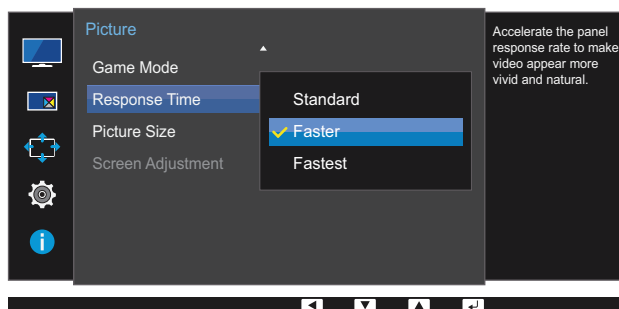 Picture
Game Mode
Response Time
Picture Size
Screen Adjustment
Standard
Faster
Fastest
Accelerate the panel
response rate to make
video appear more
vivid and natural.